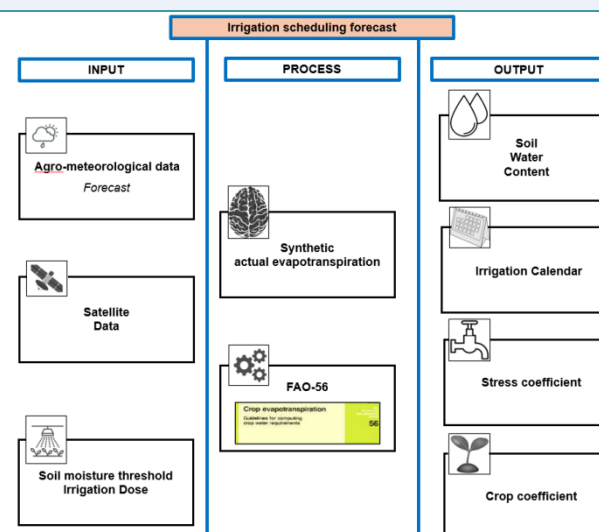 Irrigation scheduling forecast
INPUT
Agro-meteorological data
Forecast
Satellite
Data
Soil moisture threshold
Irrigation Dose
PROCESS
Synthetic
actual evapotranspiration
FAO-56
Crop evapotranspiration
Guidelines for computing
crop water requirements
56
OUTPUT
Soil
Water
Content
Irrigation Calendar
Stress coefficient
Crop coefficient